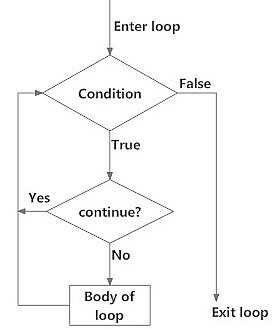 Enter loop
Condition
False
True
Yes
continue?
No
Body of
loop
Exit loop